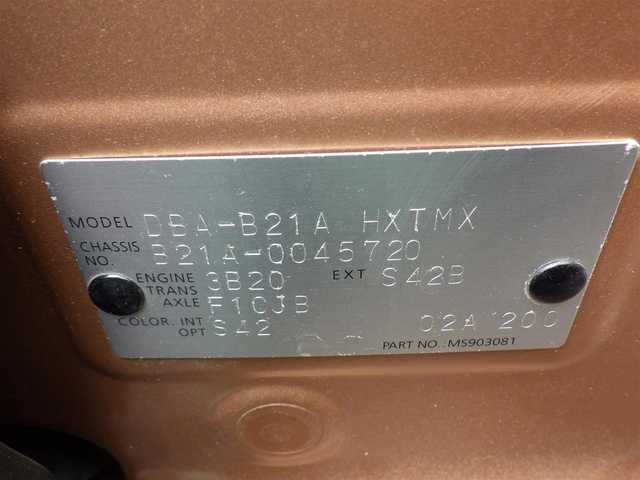 MODEL DBA-B21A HXTMX
CHASSIS NO. B21A-0045720
ENGINE 3B20 EXT S42B
TRANS AXLE F1CJB
COLOR. INT S42 02A 200
OPT
PART NO. MS903081